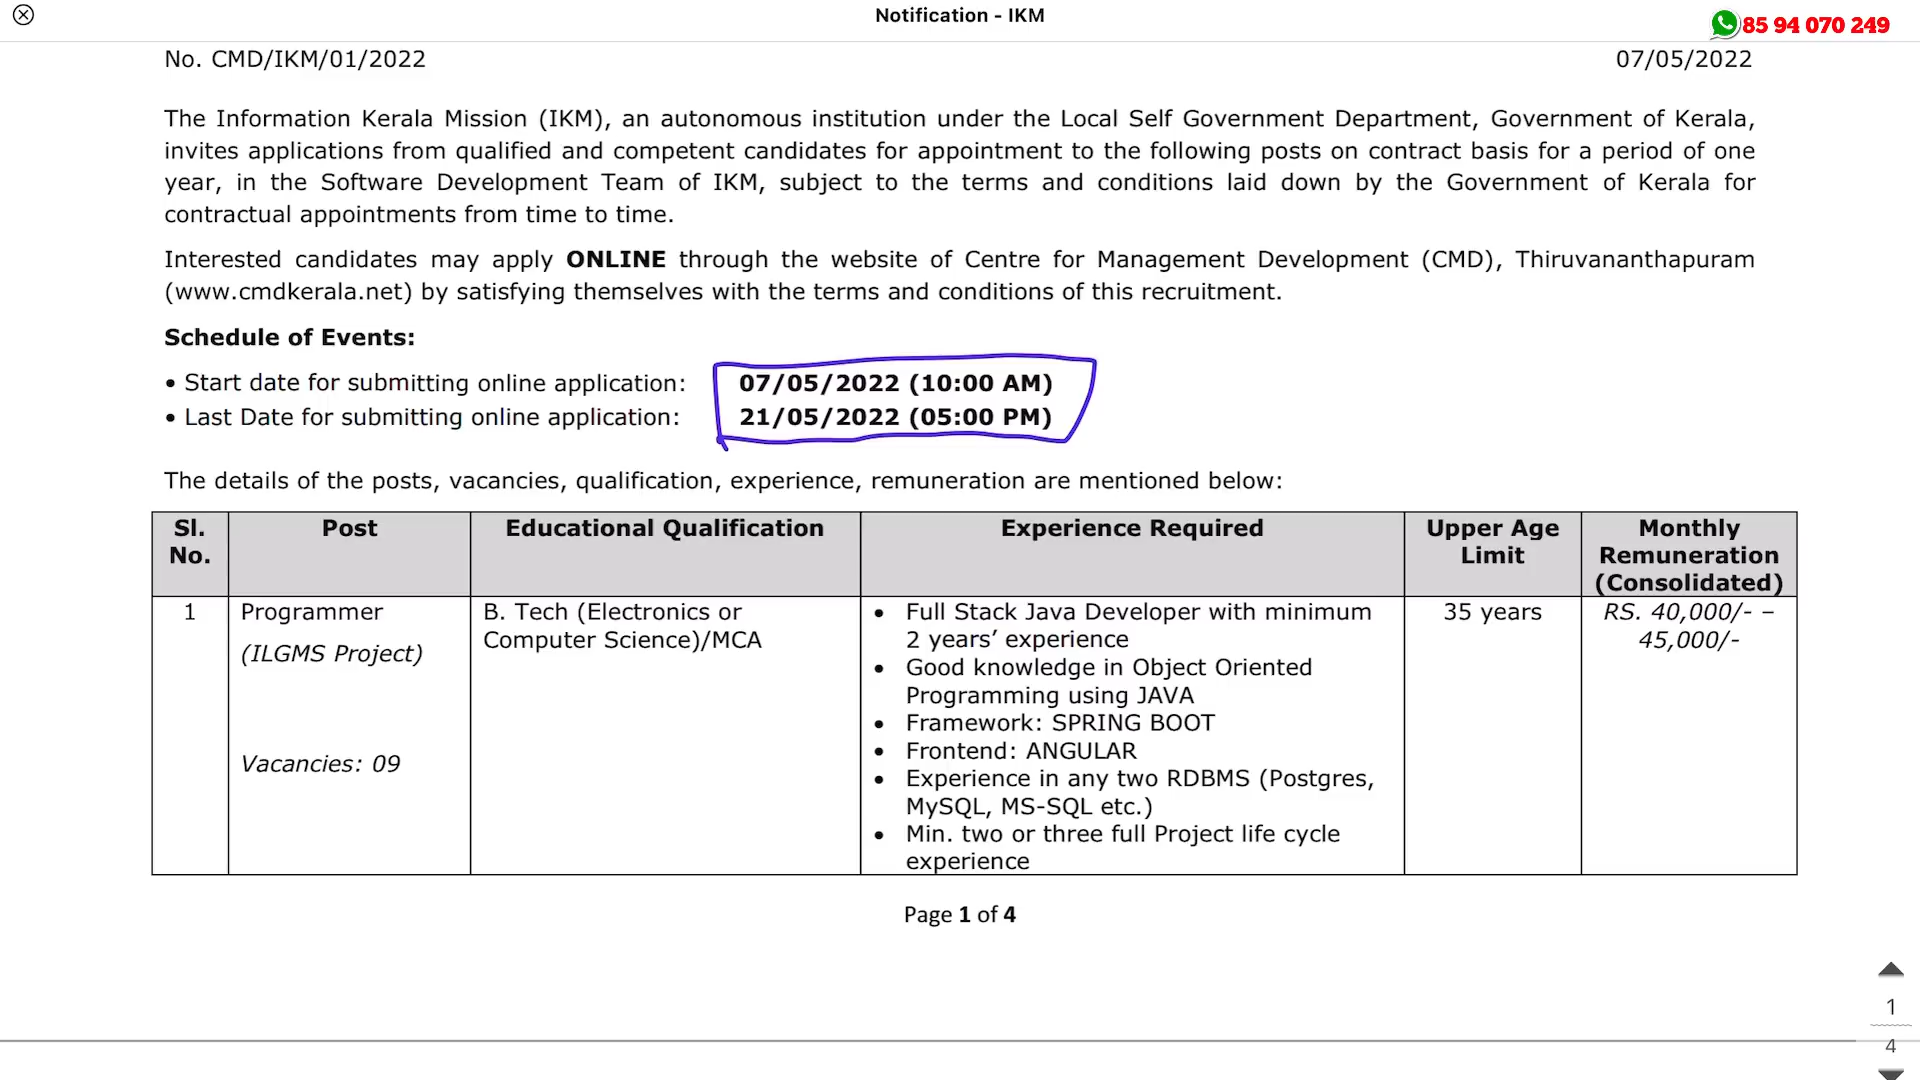 Notification - IKM
85 94 070 249
No. CMD/IKM/01/2022 07/05/2022
The Information Kerala Mission (IKM), an autonomous institution under the Local Self Government Department, Government of Kerala,
invites applications from qualified and competent candidates for appointment to the following posts on contract basis for a period of one
year, in the Software Development Team of IKM, subject to the terms and conditions laid down by the Government of Kerala for
contractual appointments from time to time.
Interested candidates may apply ONLINE through the website of Centre for Management Development (CMD), Thiruvananthapuram
(www.cmdkerala.net) by satisfying themselves with the terms and conditions of this recruitment.
Schedule of Events:
• Start date for submitting online application: 07/05/2022 (10:00 AM)
• Last Date for submitting online application: 21/05/2022 (05:00 PM)
The details of the posts, vacancies, qualification, experience, remuneration are mentioned below:
Sl. No.
Post
Educational Qualification
Experience Required
Upper Age
Limit
Monthly
Remuneration
(Consolidated)
1
Programmer
(ILGMS Project)
Vacancies: 09
B. Tech (Electronics or
Computer Science)/MCA
• Full Stack Java Developer with minimum
2 years’ experience
• Good knowledge in Object Oriented
Programming using JAVA
• Framework: SPRING BOOT
• Frontend: ANGULAR
• Experience in any two RDBMS (Postgres,
MySQL, MS-SQL etc.)
• Min. two or three full Project life cycle
experience
35 years
RS. 40,000/- –
45,000/-
Page 1 of 4
1
4